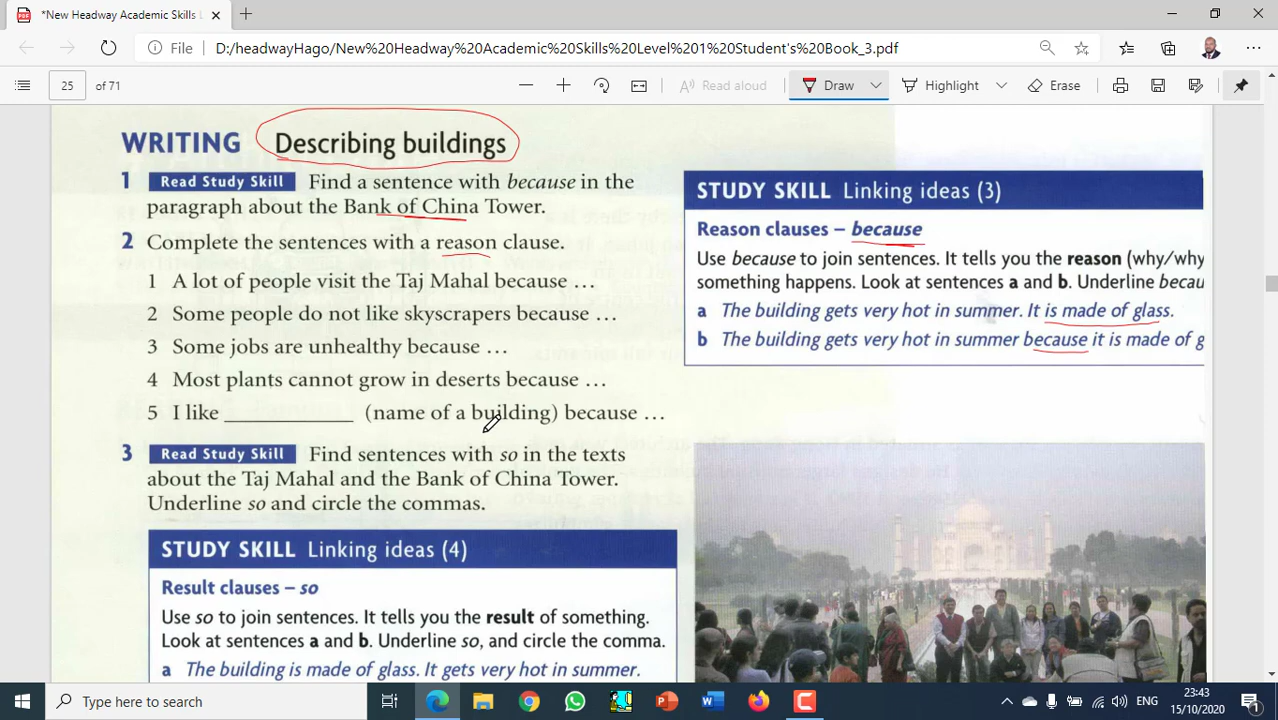 *New Headway Academic Skills L
File
D:/headwayHago/New%20Headway%20Academic%20Skills%20Level%201%20Student's%20Book_3.pdf
25 of 71
Read aloud
Draw
Highlight
Erase
WRITING Describing buildings
1 Read Study Skill Find a sentence with because in the
paragraph about the Bank of China Tower.
2 Complete the sentences with a reason clause.
1 A lot of people visit the Taj Mahal because …
2 Some people do not like skyscrapers because …
3 Some jobs are unhealthy because …
4 Most plants cannot grow in deserts because …
5 I like ____________ (name of a building) because …
3 Read Study Skill Find sentences with so in the texts
about the Taj Mahal and the Bank of China Tower.
Underline so and circle the commas.
STUDY SKILL Linking ideas (4)
Result clauses – so
Use so to join sentences. It tells you the result of something.
Look at sentences a and b. Underline so, and circle the comma.
a The building is made of glass. It gets very hot in summer.
STUDY SKILL Linking ideas (3)
Reason clauses – because
Use because to join sentences. It tells you the reason (why/why
something happens. Look at sentences a and b. Underline becau
a The building gets very hot in summer. It is made of glass.
b The building gets very hot in summer because it is made of g
Type here to search
ENG
23:43
15/10/2020